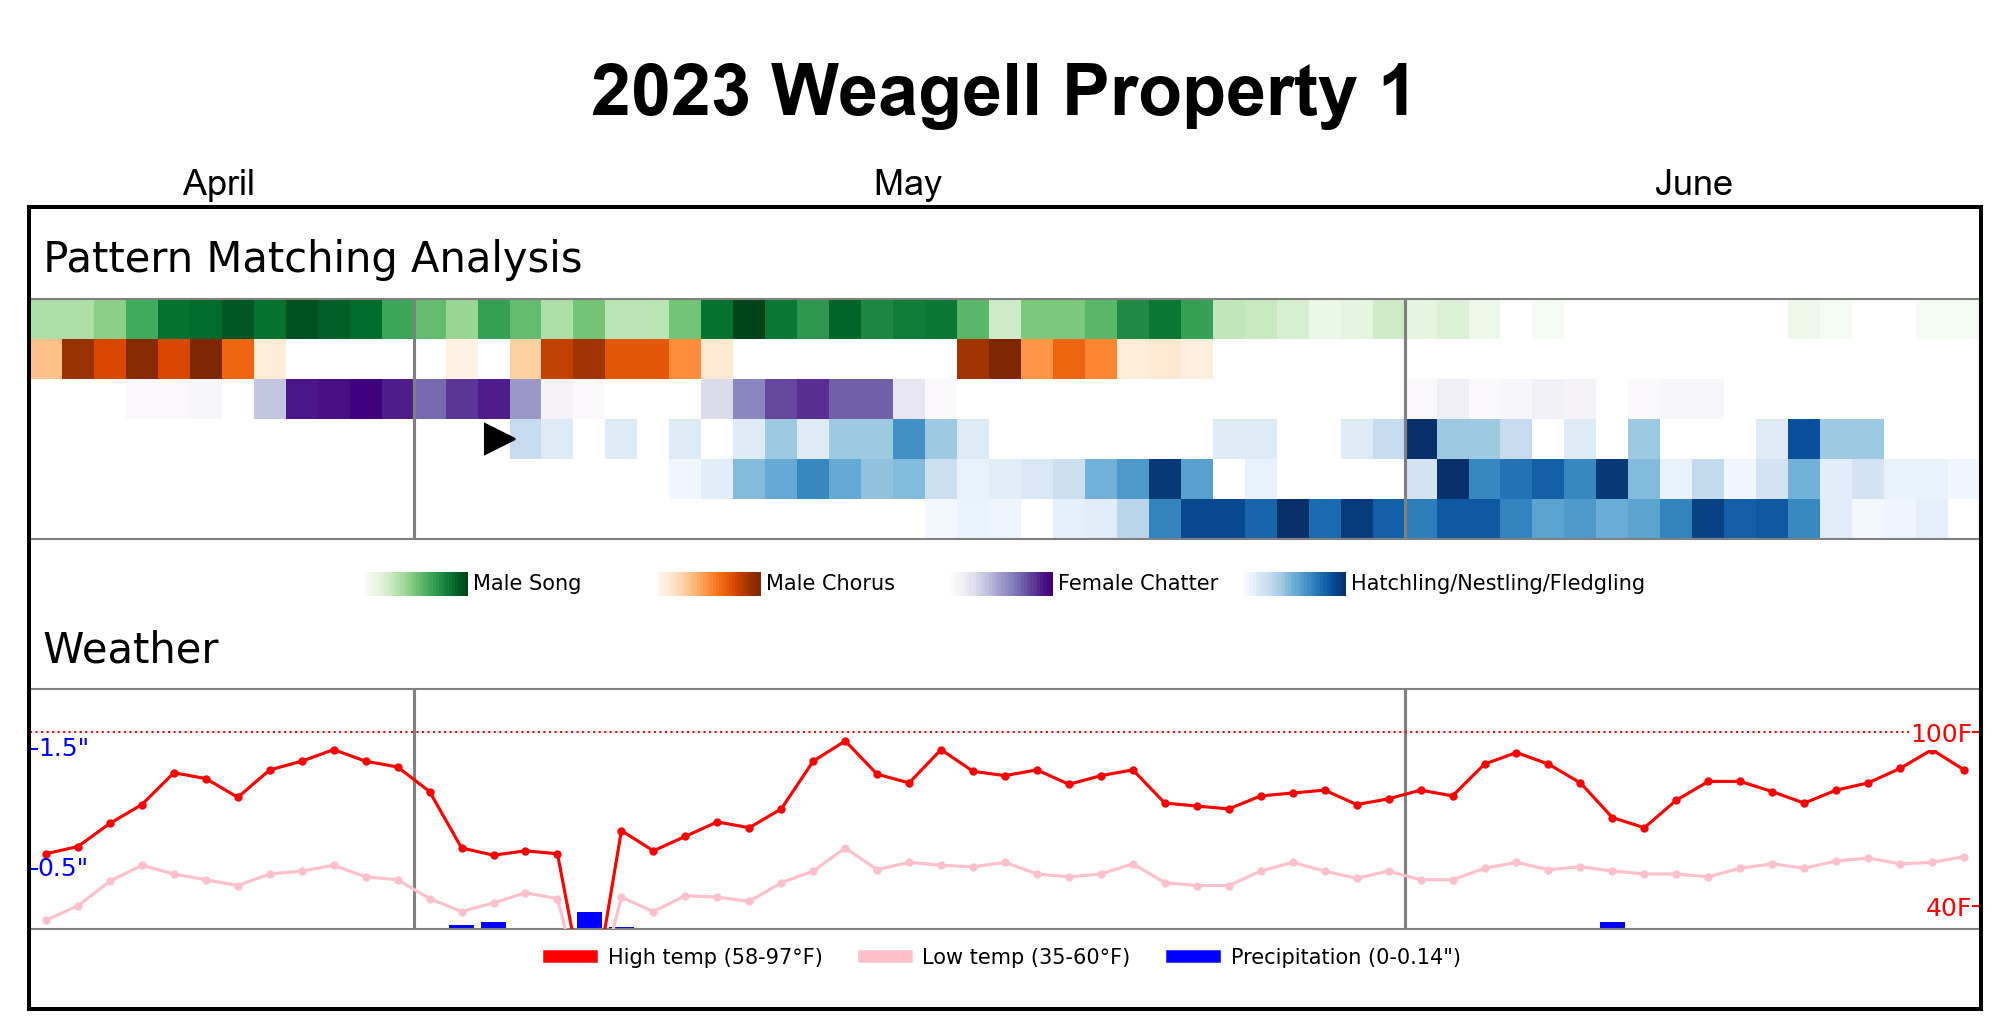 2023 Weagell Property 1
April May June
Pattern Matching Analysis
Male Song Male Chorus Female Chatter Hatchling/Nestling/Fledgling
Weather
1.5" 100F
0.5"
40F
High temp (58-97°F) Low temp (35-60°F) Precipitation (0-0.14")